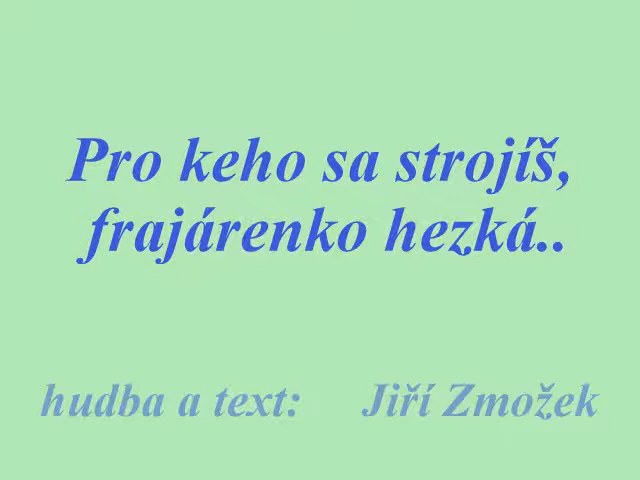 Pro keho sa strojíš,
frajárenko hezká..
hudba a text: Jiří Zmožek